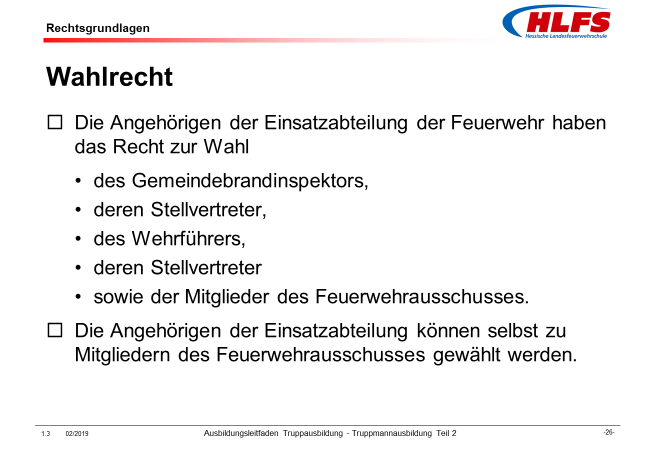 Rechtsgrundlagen
HLFS
Hessische Landesfeuerwehrschule
Wahlrecht
☐ Die Angehörigen der Einsatzabteilung der Feuerwehr haben
das Recht zur Wahl
• des Gemeindebrandinspektors,
• deren Stellvertreter,
• des Wehrführers,
• deren Stellvertreter
• sowie der Mitglieder des Feuerwehrausschusses.
☐ Die Angehörigen der Einsatzabteilung können selbst zu
Mitgliedern des Feuerwehrausschusses gewählt werden.
1.3 02/2019 Ausbildungsleitfaden Truppausbildung - Truppmannausbildung Teil 2 -26-